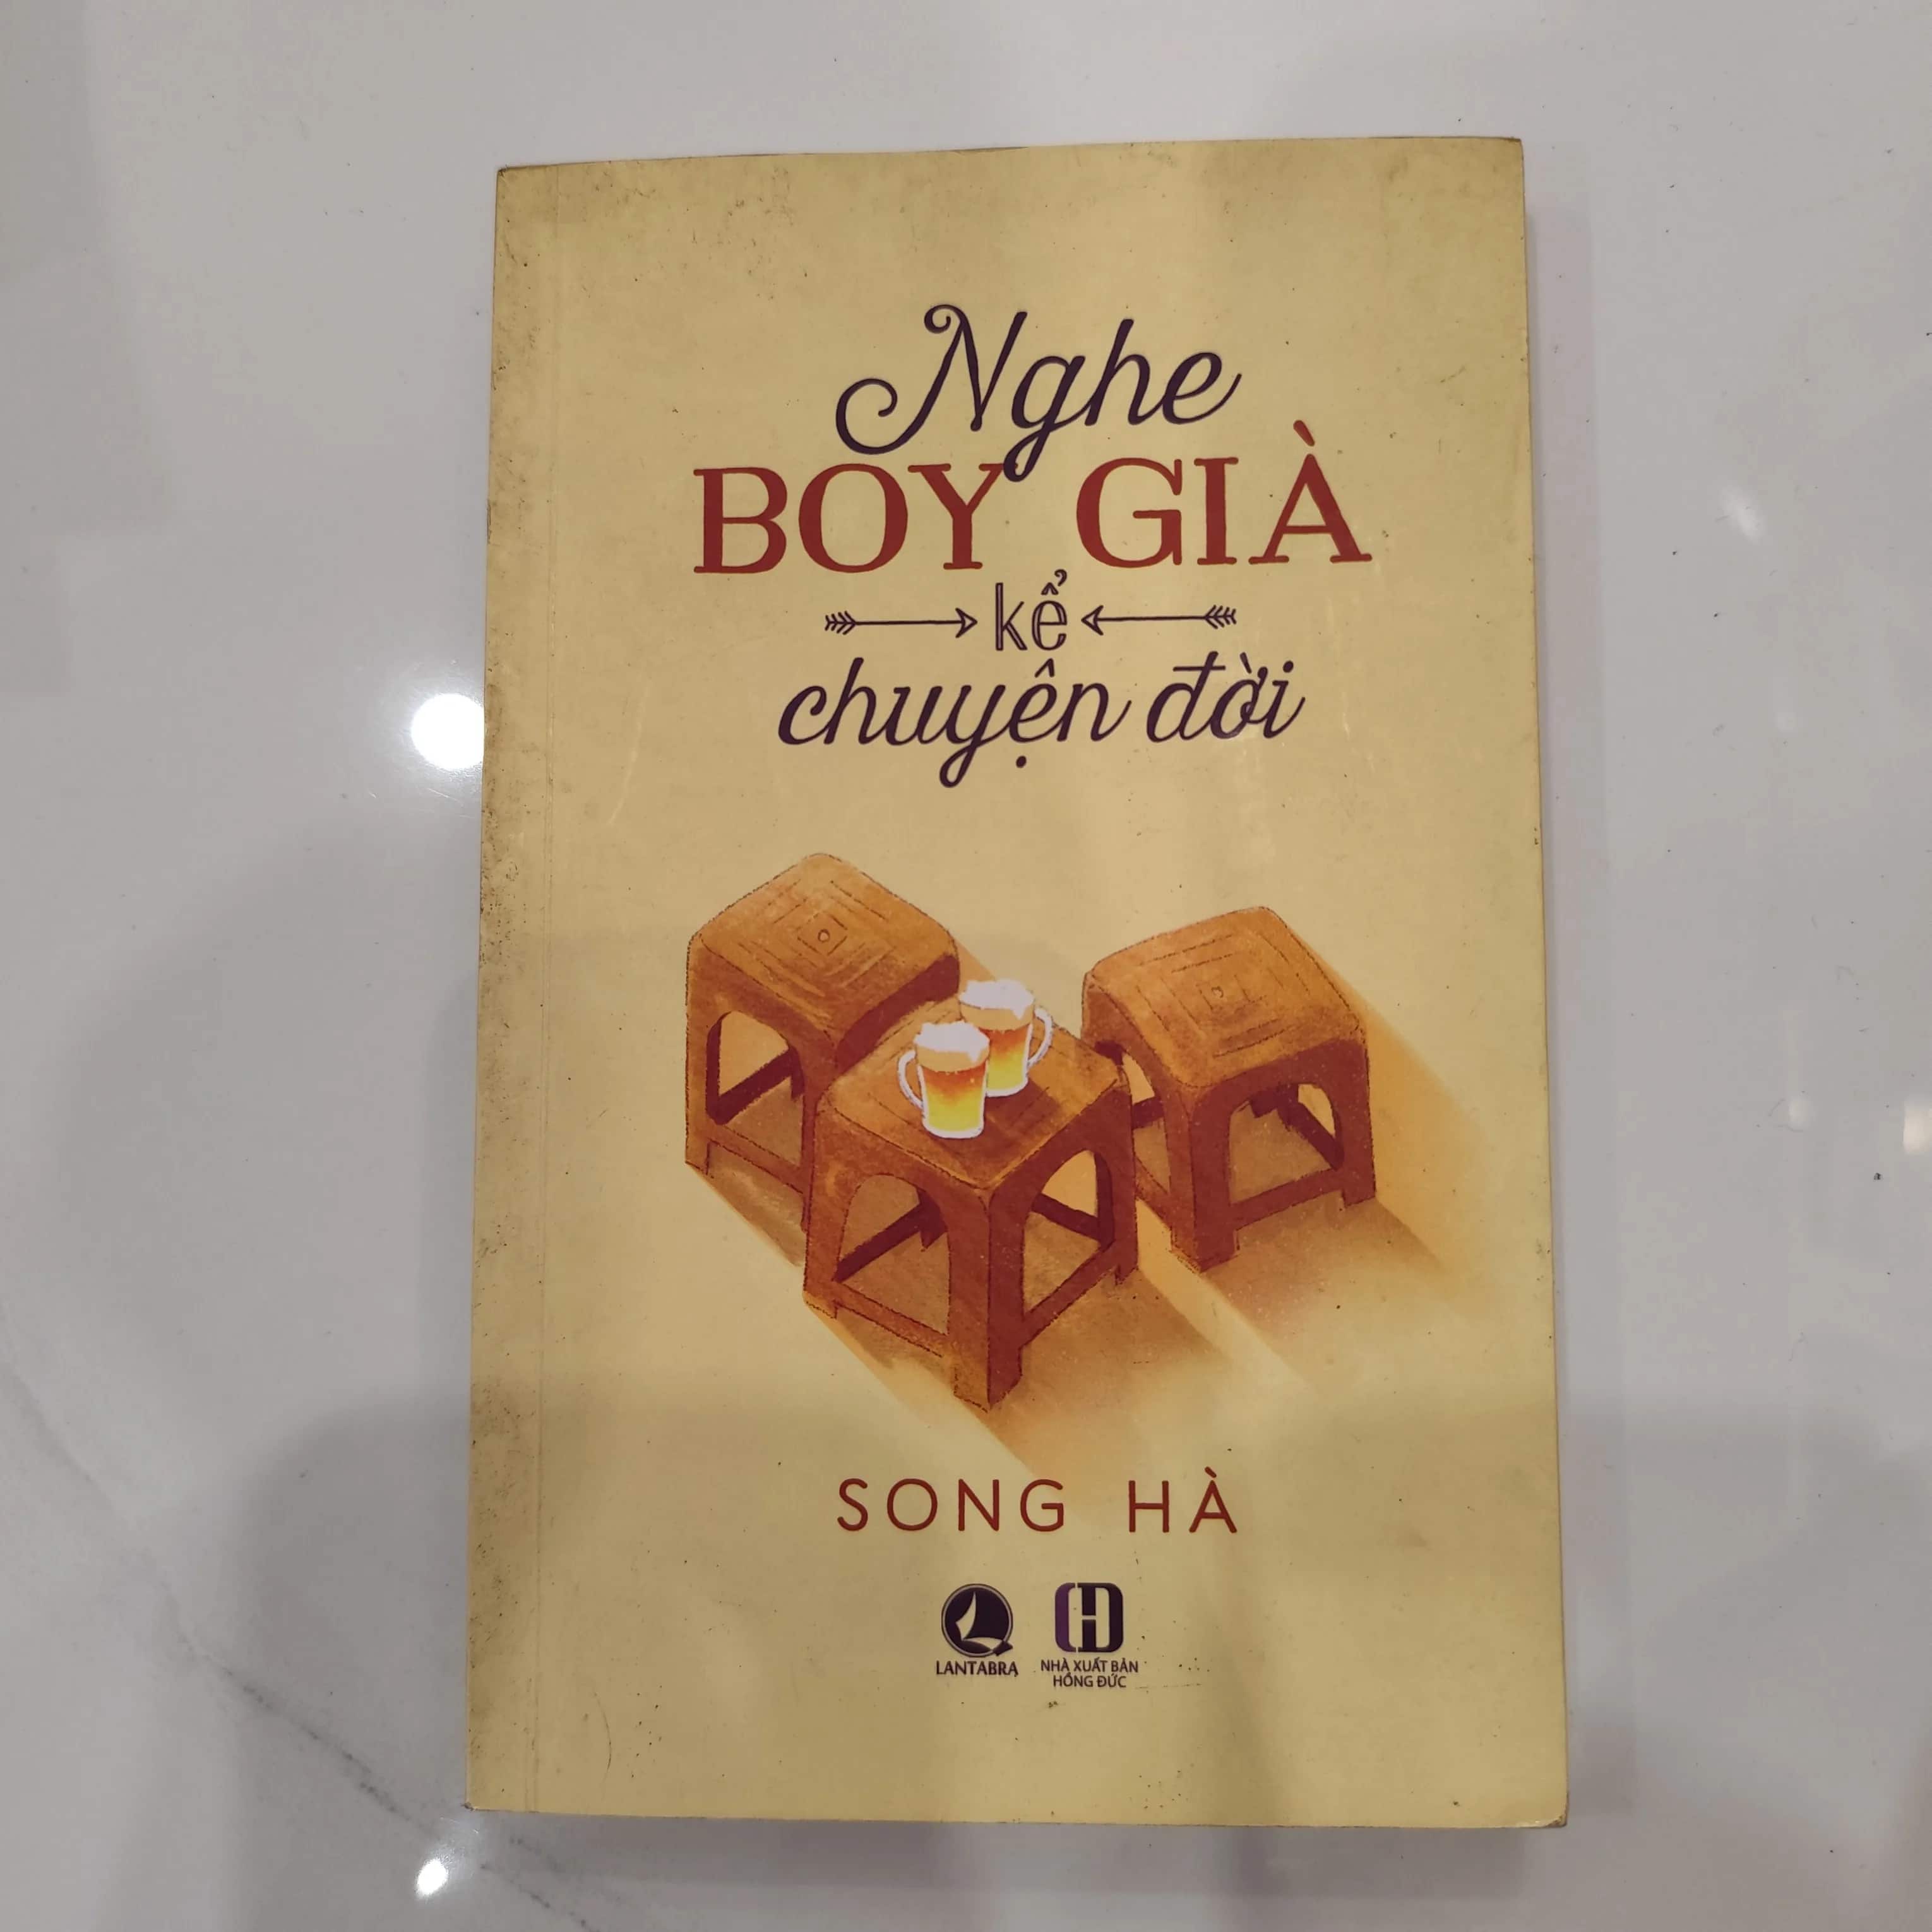 Nghe
BOY GIÀ
kể
chuyện đời
SONG HÀ
LANTABRA
NHÀ XUẤT BẢN
HỒNG ĐỨC